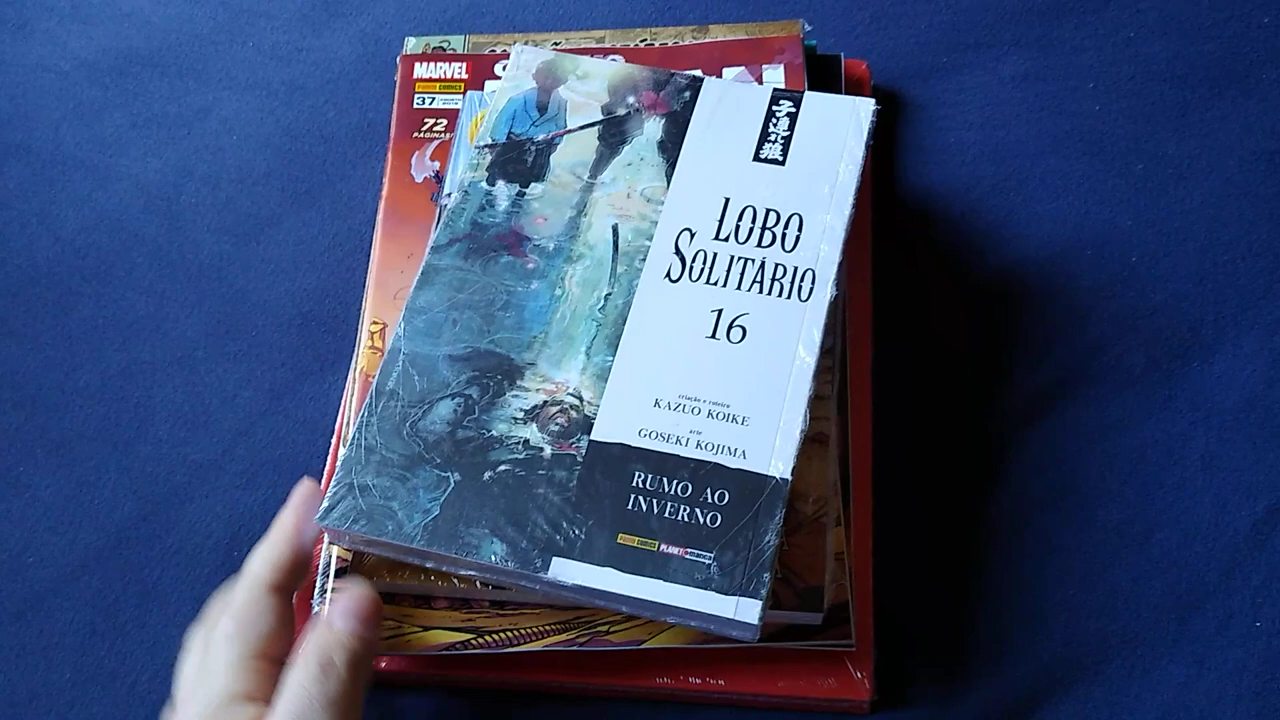 MARVEL
PANINI COMICS
37
72
PÁGINAS!
子連れ狼
LOBO
SOLITÁRIO
16
criação e roteiro
KAZUO KOIKE
arte
GOSEKI KOJIMA
RUMO AO
INVERNO
PANINI COMICS PLANET manga